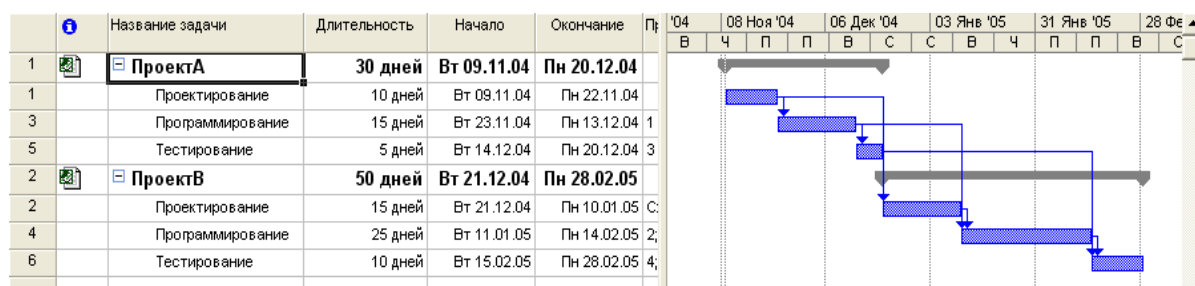 Название задачи Длительность Начало Окончание Пр '04 08 Ноя '04 06 Дек '04 03 Янв '05 31 Янв '05 28 Фе
В Ч П П В С С В Ч П П В С
1 ПроектА 30 дней Вт 09.11.04 Пн 20.12.04
1 Проектирование 10 дней Вт 09.11.04 Пн 22.11.04
3 Программирование 15 дней Вт 23.11.04 Пн 13.12.04 1
5 Тестирование 5 дней Вт 14.12.04 Пн 20.12.04 3
2 ПроектВ 50 дней Вт 21.12.04 Пн 28.02.05
2 Проектирование 15 дней Вт 21.12.04 Пн 10.01.05 С:
4 Программирование 25 дней Вт 11.01.05 Пн 14.02.05 2;
6 Тестирование 10 дней Вт 15.02.05 Пн 28.02.05 4;